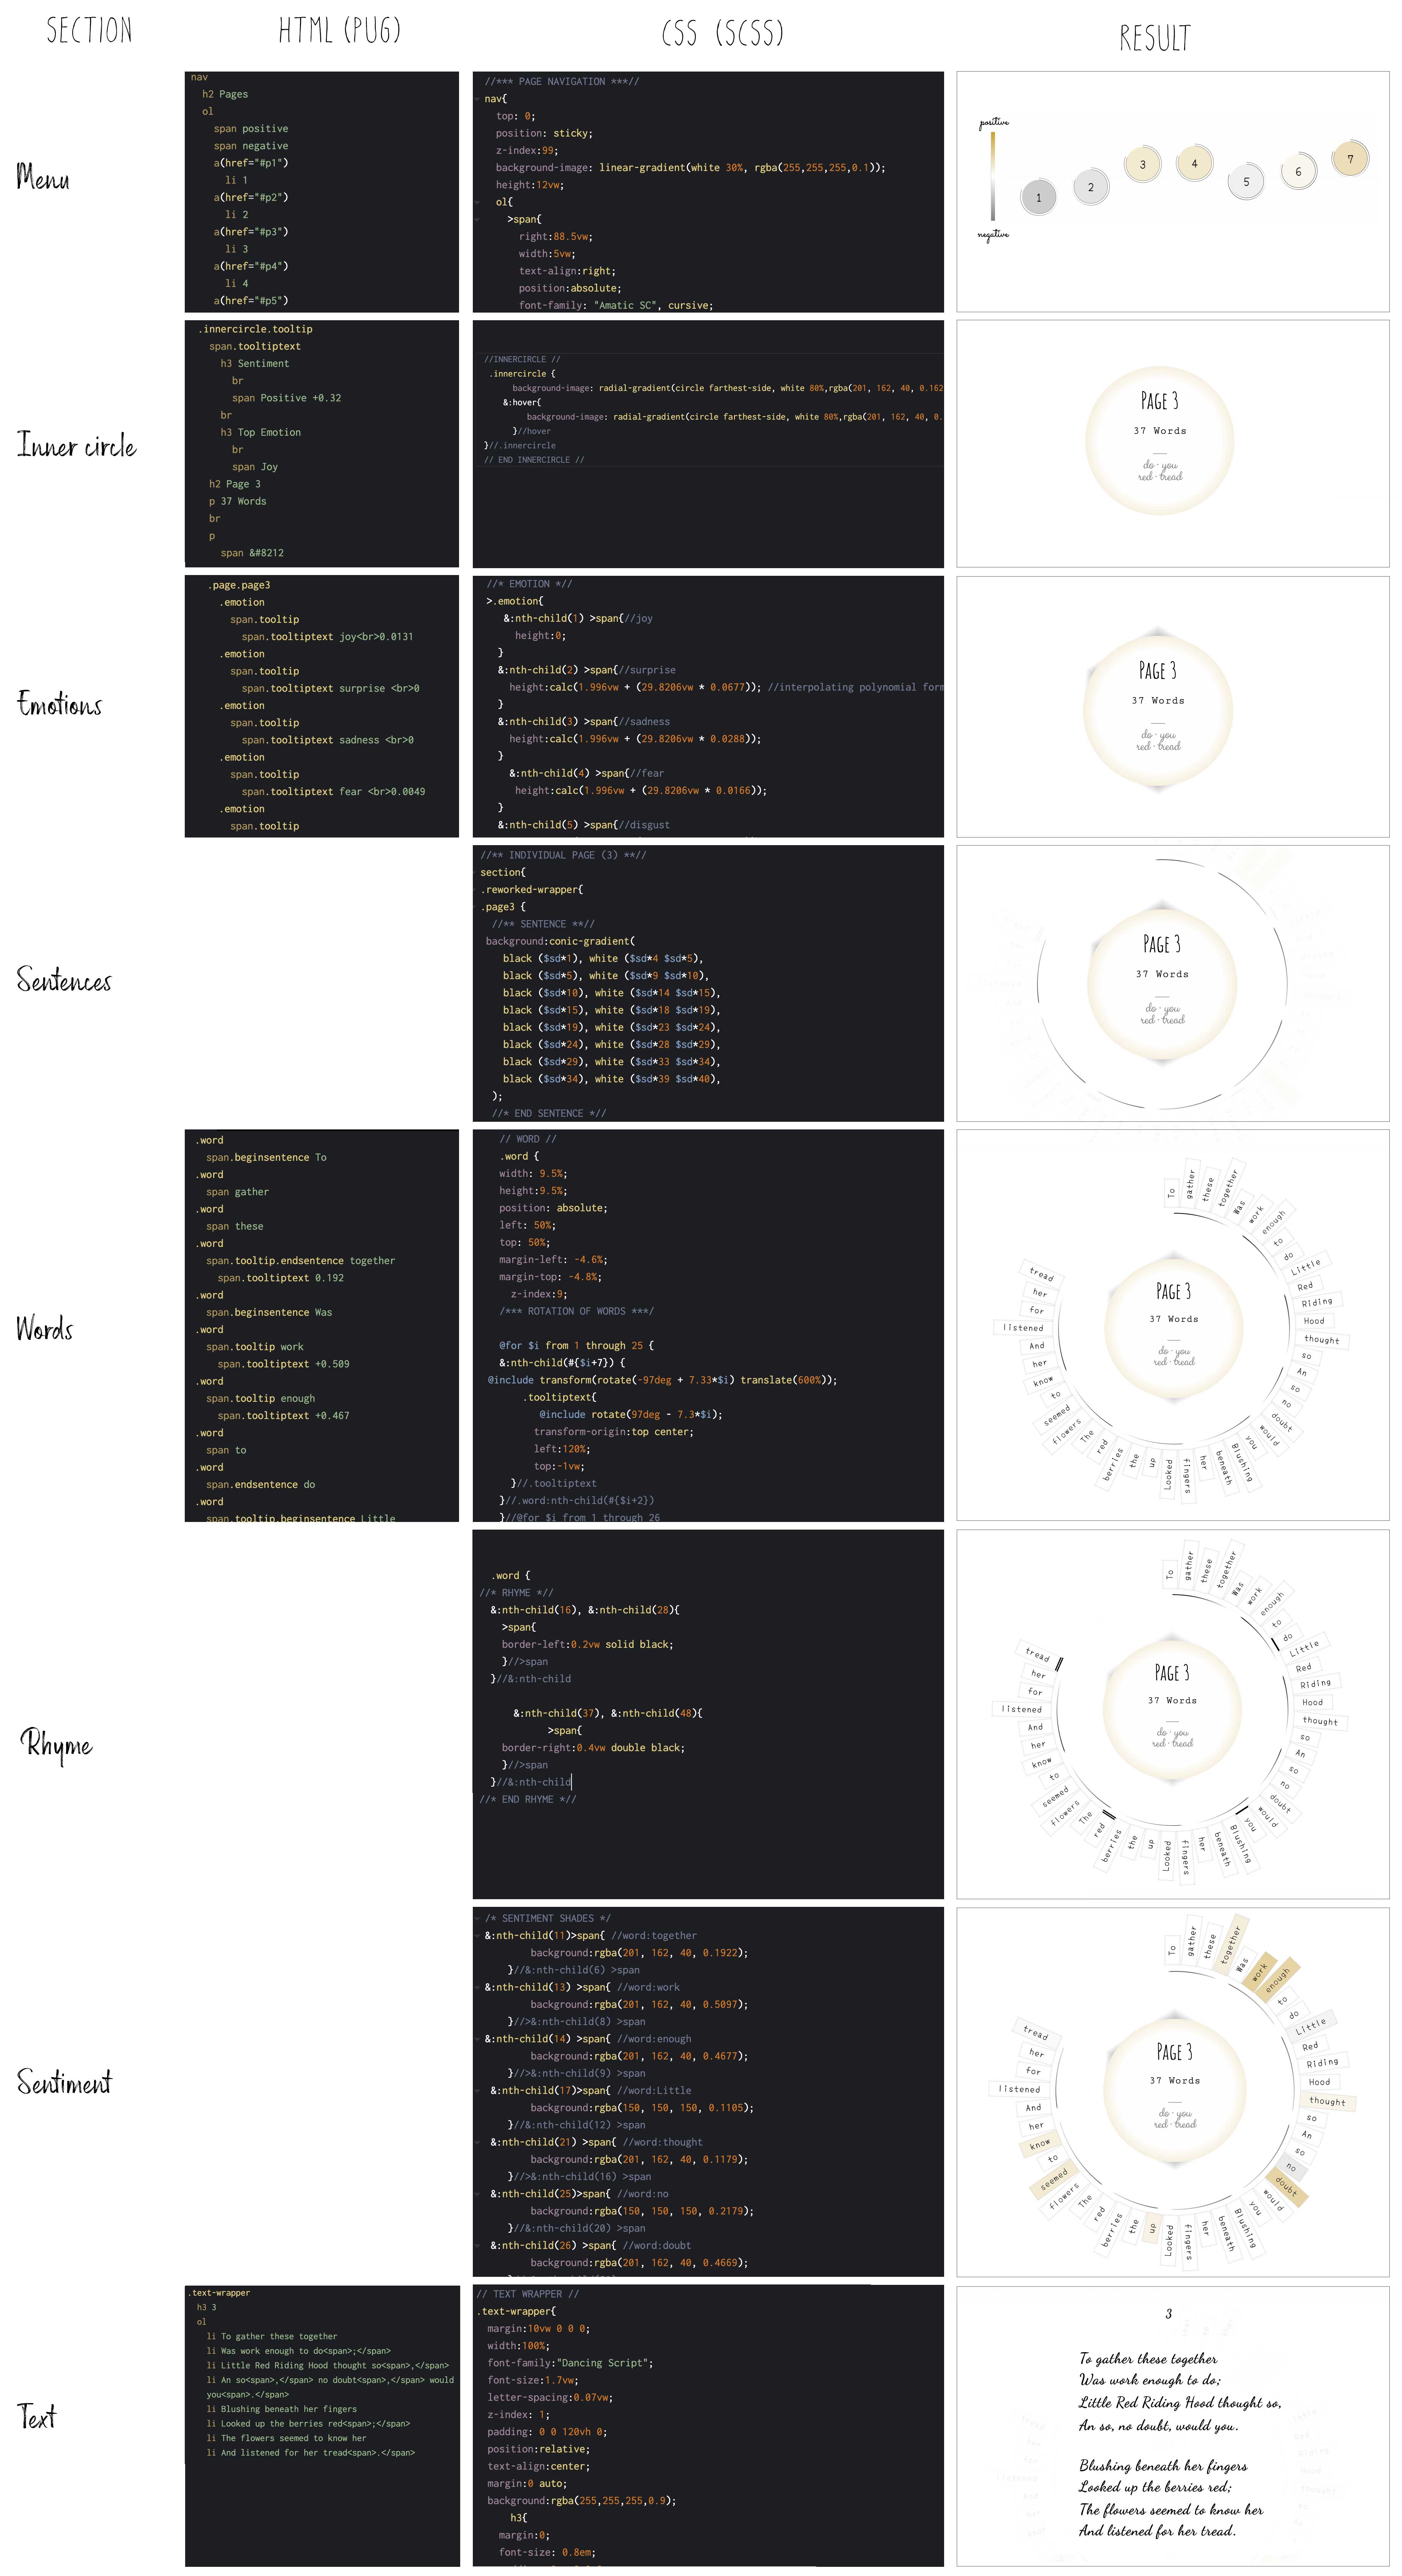 SECTION
HTML (PUG)
CSS (SCSS)
RESULT
Menu
nav
h2 Pages
ol
span positive
span negative
a(href="#p1")
li 1
a(href="#p2")
li 2
a(href="#p3")
li 3
a(href="#p4")
li 4
a(href="#p5")
//*** PAGE NAVIGATION ***//
nav{
top: 0;
position: sticky;
z-index:99;
background-image: linear-gradient(white 30%, rgba(255,255,255,0.1));
height:12vw;
ol{
>span{
right:88.5vw;
width:5vw;
text-align:right;
position:absolute;
font-family: "Amatic SC", cursive;
positive
negative
1
2
3
4
5
6
7
Inner circle
.innercircle.tooltip
span.tooltiptext
h3 Sentiment
br
span Positive +0.32
br
h3 Top Emotion
br
span Joy
h2 Page 3
p 37 Words
br
p
span &#8212
//INNERCIRCLE //
.innercircle {
background-image: radial-gradient(circle farthest-side, white 80%,rgba(201, 162, 40, 0.162
&:hover{
background-image: radial-gradient(circle farthest-side, white 80%,rgba(201, 162, 40, 0.
}//hover
}//.innercircle
// END INNERCIRCLE //
PAGE 3
37 Words
—
do · you
red · tread
Emotions
.page.page3
.emotion
span.tooltip
span.tooltiptext joy<br>0.0131
.emotion
span.tooltip
span.tooltiptext surprise <br>0
.emotion
span.tooltip
span.tooltiptext sadness <br>0
.emotion
span.tooltip
span.tooltiptext fear <br>0.0049
.emotion
span.tooltip
//* EMOTION *//
>.emotion{
&:nth-child(1) >span{//joy
height:0;
}
&:nth-child(2) >span{//surprise
height:calc(1.996vw + (29.8206vw * 0.0677)); //interpolating polynomial form
}
&:nth-child(3) >span{//sadness
height:calc(1.996vw + (29.8206vw * 0.0288));
}
&:nth-child(4) >span{//fear
height:calc(1.996vw + (29.8206vw * 0.0166));
}
&:nth-child(5) >span{//disgust
PAGE 3
37 Words
—
do · you
red · tread
Sentences
//** INDIVIDUAL PAGE (3) **//
section{
.reworked-wrapper{
.page3 {
//** SENTENCE **//
background:conic-gradient(
black ($sd*1), white ($sd*4 $sd*5),
black ($sd*5), white ($sd*9 $sd*10),
black ($sd*10), white ($sd*14 $sd*15),
black ($sd*15), white ($sd*18 $sd*19),
black ($sd*19), white ($sd*23 $sd*24),
black ($sd*24), white ($sd*28 $sd*29),
black ($sd*29), white ($sd*33 $sd*34),
black ($sd*34), white ($sd*39 $sd*40),
);
//* END SENTENCE *//
PAGE 3
37 Words
—
do · you
red · tread
Words
.word
span.beginsentence To
.word
span gather
.word
span these
.word
span.tooltip.endsentence together
span.tooltiptext 0.192
.word
span.beginsentence Was
.word
span.tooltip work
span.tooltiptext +0.509
.word
span.tooltip enough
span.tooltiptext +0.467
.word
span to
.word
span.endsentence do
.word
span.tooltip.beginsentence Little
// WORD //
.word {
width: 9.5%;
height:9.5%;
position: absolute;
left: 50%;
top: 50%;
margin-left: -4.6%;
margin-top: -4.8%;
z-index:9;
/*** ROTATION OF WORDS ***/
@for $i from 1 through 25 {
&:nth-child(#{$i+7}) {
@include transform(rotate(-97deg + 7.33*$i) translate(600%));
.tooltiptext{
@include rotate(97deg - 7.3*$i);
transform-origin:top center;
left:120%;
top:-1vw;
}//.tooltiptext
}//.word:nth-child(#{$i+2})
}//@for $i from 1 through 26
To
gather
these
together
Was
work
enough
to
do
Little
Red
Riding
Hood
thought
so
An
so
no
doubt
would
you
Blushing
beneath
her
fingers
Looked
up
the
berries
red
The
flowers
seemed
to
know
her
And
listened
for
her
tread
PAGE 3
37 Words
—
do · you
red · tread
Rhyme
.word {
//* RHYME *//
&:nth-child(16), &:nth-child(28){
>span{
border-left:0.2vw solid black;
}//>span
}//&:nth-child
&:nth-child(37), &:nth-child(48){
>span{
border-right:0.4vw double black;
}//>span
}//&:nth-child
//* END RHYME *//
To
gather
these
together
Was
work
enough
to
do
Little
Red
Riding
Hood
thought
so
An
so
no
doubt
would
you
Blushing
beneath
her
fingers
Looked
up
the
berries
red
The
flowers
seemed
to
know
her
And
listened
for
her
tread
PAGE 3
37 Words
—
do · you
red · tread
Sentiment
/* SENTIMENT SHADES */
&:nth-child(11)>span{ //word:together
background:rgba(201, 162, 40, 0.1922);
}//&:nth-child(6) >span
&:nth-child(13) >span{ //word:work
background:rgba(201, 162, 40, 0.5097);
}//>&:nth-child(8) >span
&:nth-child(14) >span{ //word:enough
background:rgba(201, 162, 40, 0.4677);
}//>&:nth-child(9) >span
&:nth-child(17)>span{ //word:Little
background:rgba(150, 150, 150, 0.1105);
}//&:nth-child(12) >span
&:nth-child(21) >span{ //word:thought
background:rgba(201, 162, 40, 0.1179);
}//>&:nth-child(16) >span
&:nth-child(25)>span{ //word:no
background:rgba(150, 150, 150, 0.2179);
}//&:nth-child(20) >span
&:nth-child(26) >span{ //word:doubt
background:rgba(201, 162, 40, 0.4669);
To
gather
these
together
Was
work
enough
to
do
Little
Red
Riding
Hood
thought
so
An
so
no
doubt
would
you
Blushing
beneath
her
fingers
Looked
up
the
berries
red
The
flowers
seemed
to
know
her
And
listened
for
her
tread
PAGE 3
37 Words
—
do · you
red · tread
Text
.text-wrapper
h3 3
ol
li To gather these together
li Was work enough to do<span>;</span>
li Little Red Riding Hood thought so<span>,</span>
li An so<span>,</span> no doubt<span>,</span> would
you<span>.</span>
li Blushing beneath her fingers
li Looked up the berries red<span>;</span>
li The flowers seemed to know her
li And listened for her tread<span>.</span>
// TEXT WRAPPER //
.text-wrapper{
margin:10vw 0 0 0;
width:100%;
font-family:"Dancing Script";
font-size:1.7vw;
letter-spacing:0.07vw;
z-index: 1;
padding: 0 0 120vh 0;
position:relative;
text-align:center;
margin:0 auto;
background:rgba(255,255,255,0.9);
h3{
margin:0;
font-size: 0.8em;
3
To gather these together
Was work enough to do;
Little Red Riding Hood thought so,
An so, no doubt, would you.
Blushing beneath her fingers
Looked up the berries red;
The flowers seemed to know her
And listened for her tread.